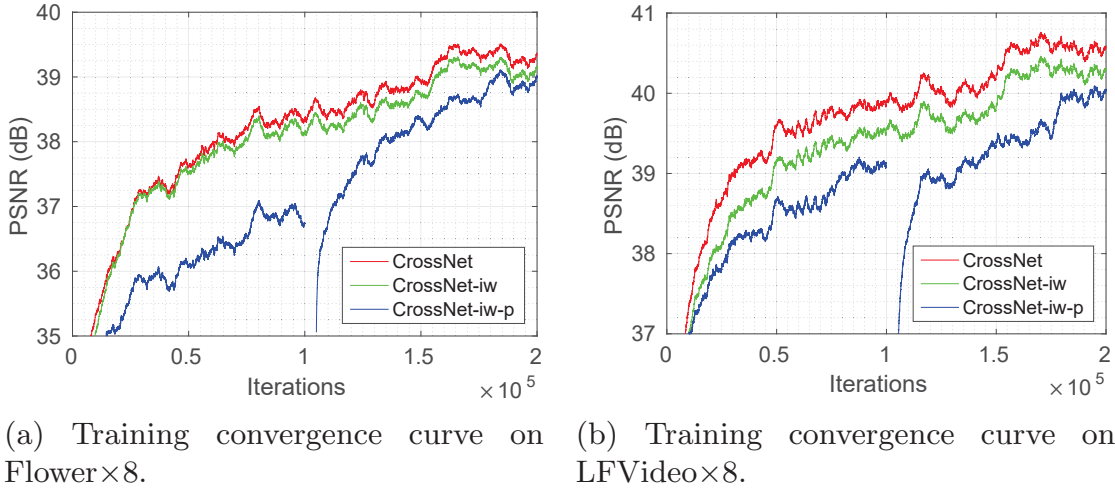 PSNR (dB)
40
39
38
37
36
35
CrossNet
CrossNet-iw
CrossNet-iw-p
0
0.5
1
1.5
2
Iterations
× 10 5
(a) Training convergence curve on
Flower×8.
PSNR (dB)
41
40
39
38
37
CrossNet
CrossNet-iw
CrossNet-iw-p
0
0.5
1
1.5
2
Iterations
× 10 5
(b) Training convergence curve on
LFVideo×8.